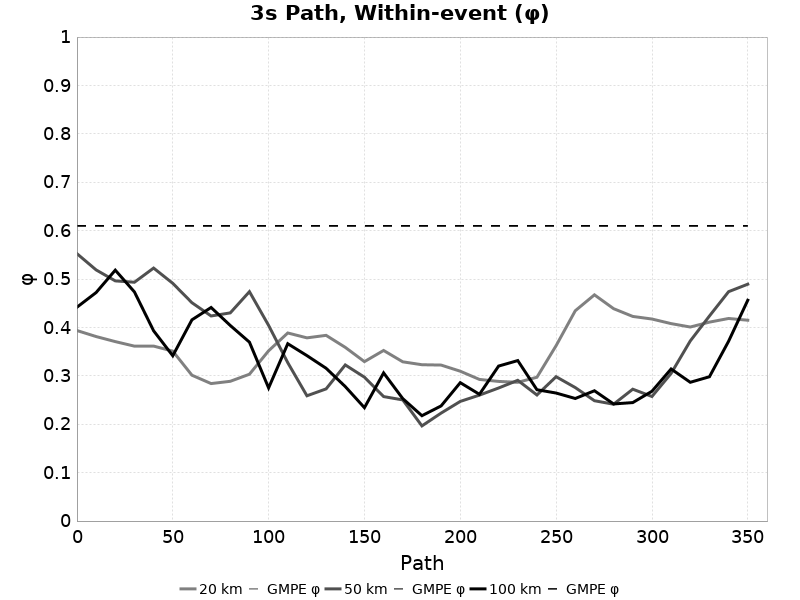 3s Path, Within-event (φ)
1
0.9
0.8
0.7
0.6
0.5
0.4
0.3
0.2
0.1
0
φ
0 50 100 150 200 250 300 350
Path
20 km GMPE φ 50 km GMPE φ 100 km GMPE φ